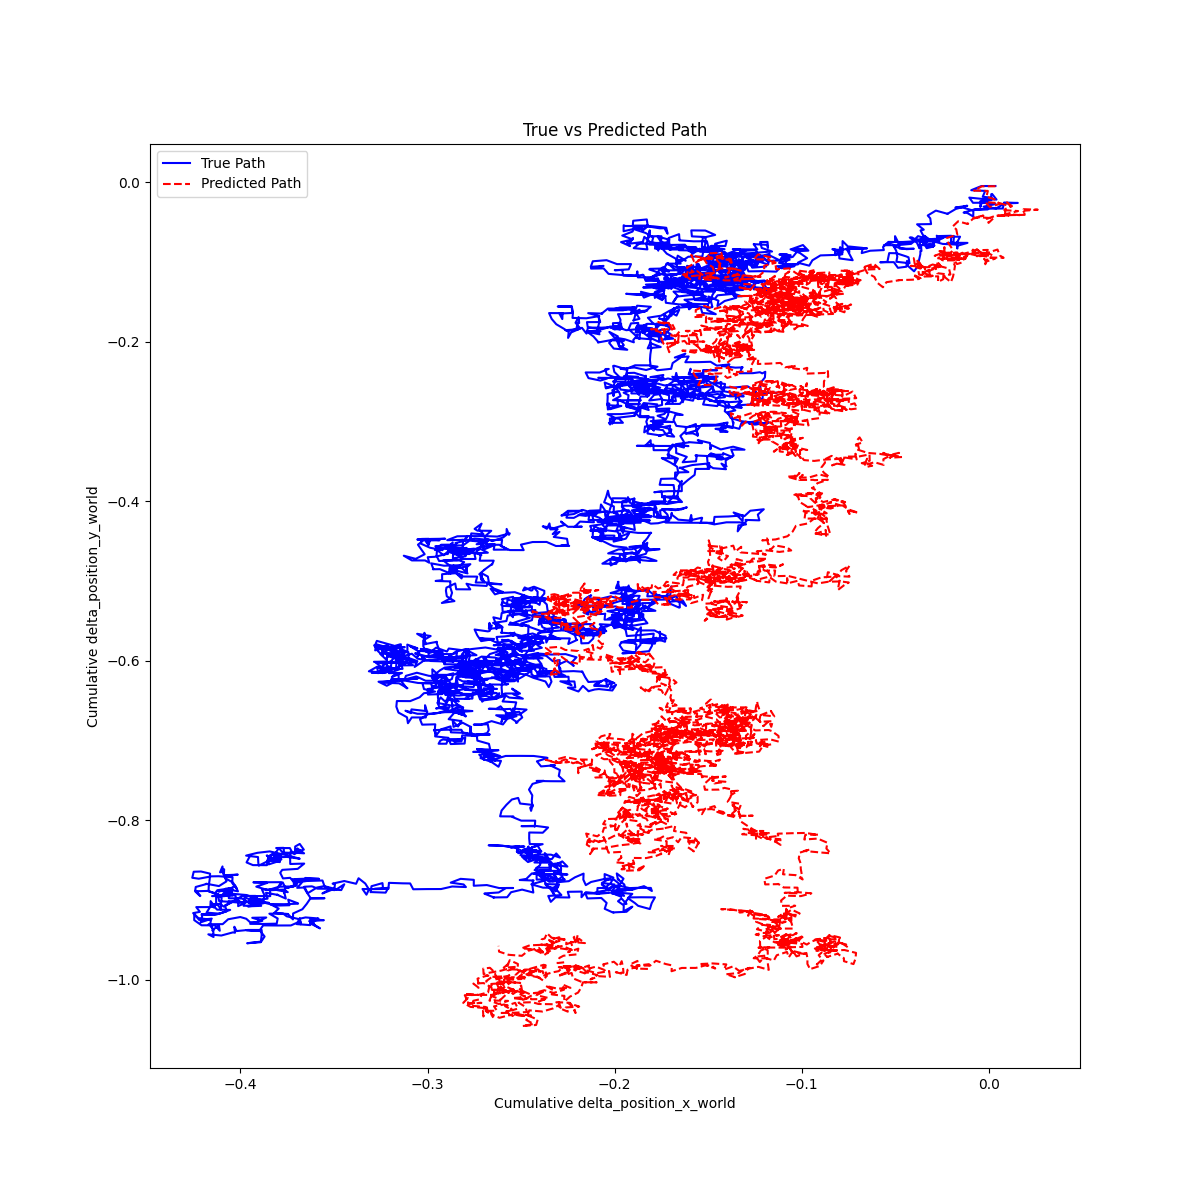 True vs Predicted Path
True Path
Predicted Path
0.0
−0.2
−0.4
−0.6
−0.8
−1.0
Cumulative delta_position_y_world
−0.4
−0.3
−0.2
−0.1
0.0
Cumulative delta_position_x_world